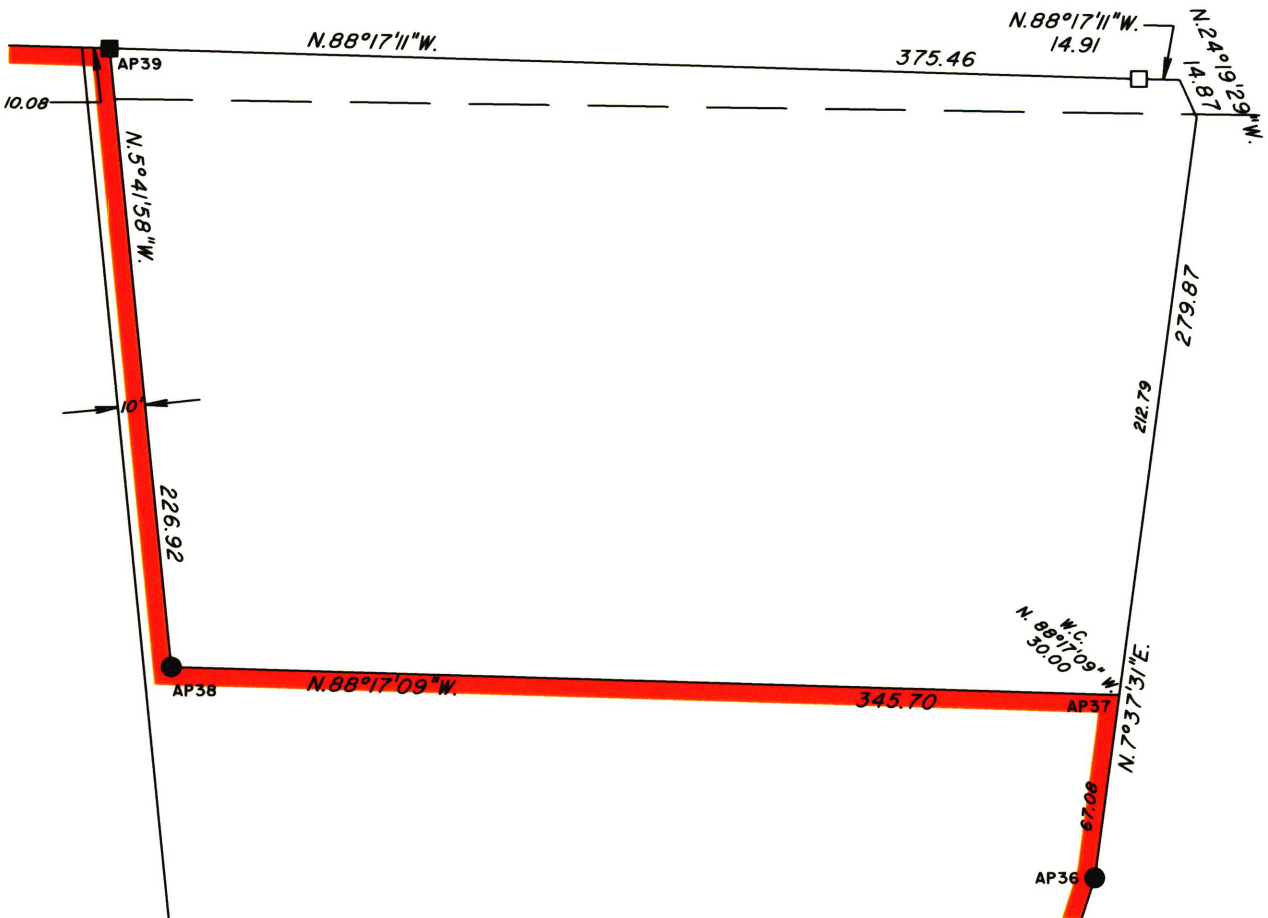 N.88°17'11"W.
14.91
N.24°19'29"W.
14.87
N.88°17'11"W.
375.46
AP39
10.08
N.5°41'58"W.
279.87
212.79
10'
226.92
W.C.
N. 88°17'09" W.
30.00
N.7°37'31"E.
AP38
N.88°17'09"W.
345.70
AP37
67.08
AP36